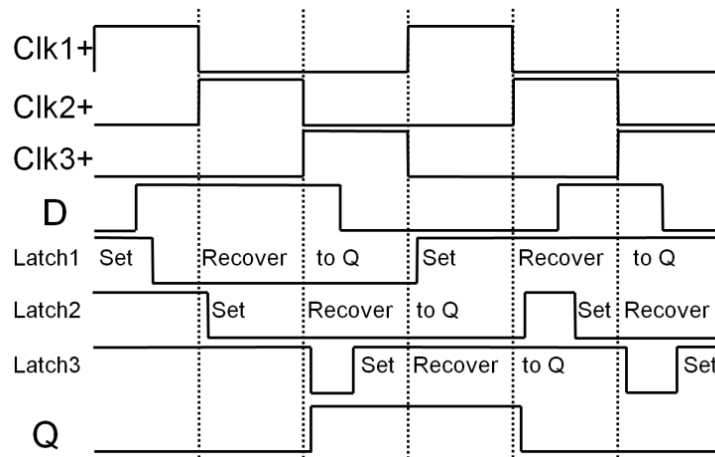 Clk1+
Clk2+
Clk3+
D
Latch1 Set Recover to Q Set Recover to Q
Latch2 Set Recover to Q Set Recover
Latch3 Set Recover to Q Set
Q